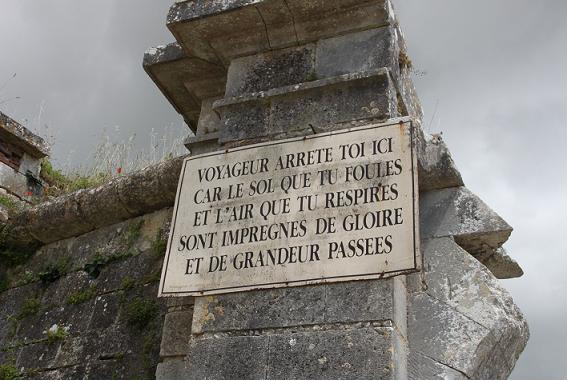 VOYAGEUR ARRETE TOI ICI
CAR LE SOL QUE TU FOULES
ET L'AIR QUE TU RESPIRES
SONT IMPREGNES DE GLOIRE
ET DE GRANDEUR PASSEES